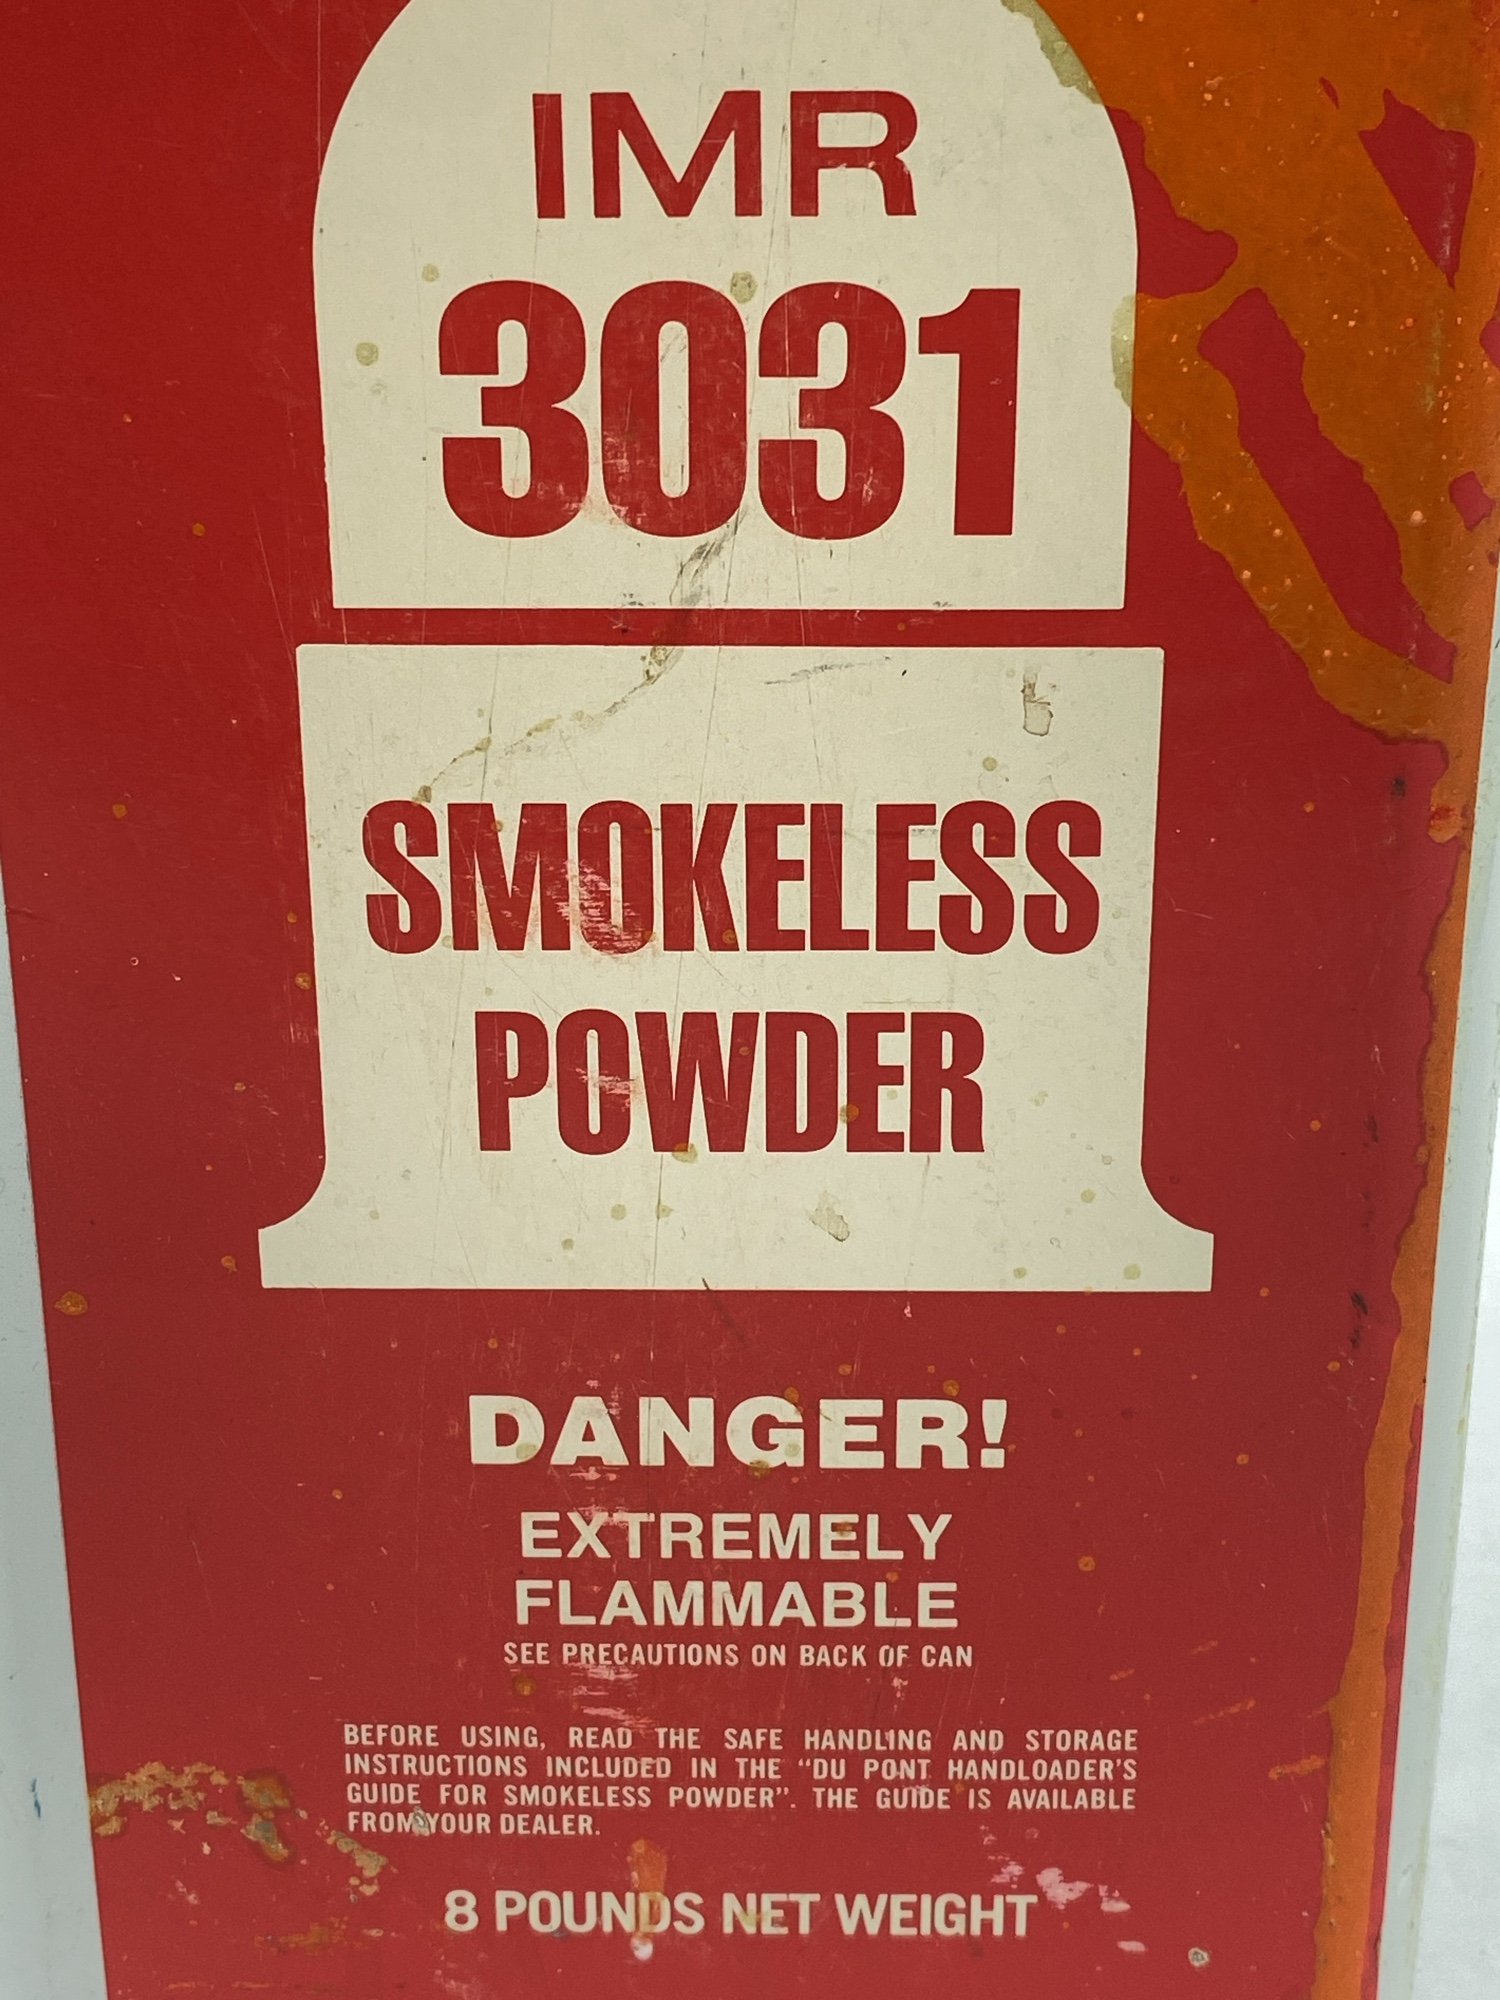 IMR
3031
SMOKELESS
POWDER
DANGER!
EXTREMELY
FLAMMABLE
SEE PRECAUTIONS ON BACK OF CAN
BEFORE USING, READ THE SAFE HANDLING AND STORAGE
INSTRUCTIONS INCLUDED IN THE “DU PONT HANDLOADER'S
GUIDE FOR SMOKELESS POWDER”. THE GUIDE IS AVAILABLE
FROM YOUR DEALER.
8 POUNDS NET WEIGHT